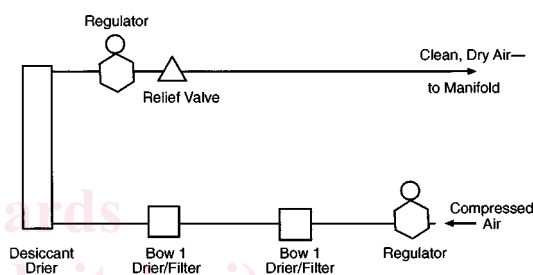 Regulator
Clean, Dry Air—
to Manifold
Relief Valve
ards
Compressed
Air
Desiccant
Drier
Bow 1
Drier/Filter
Bow 1
Drier/Filter
Regulator